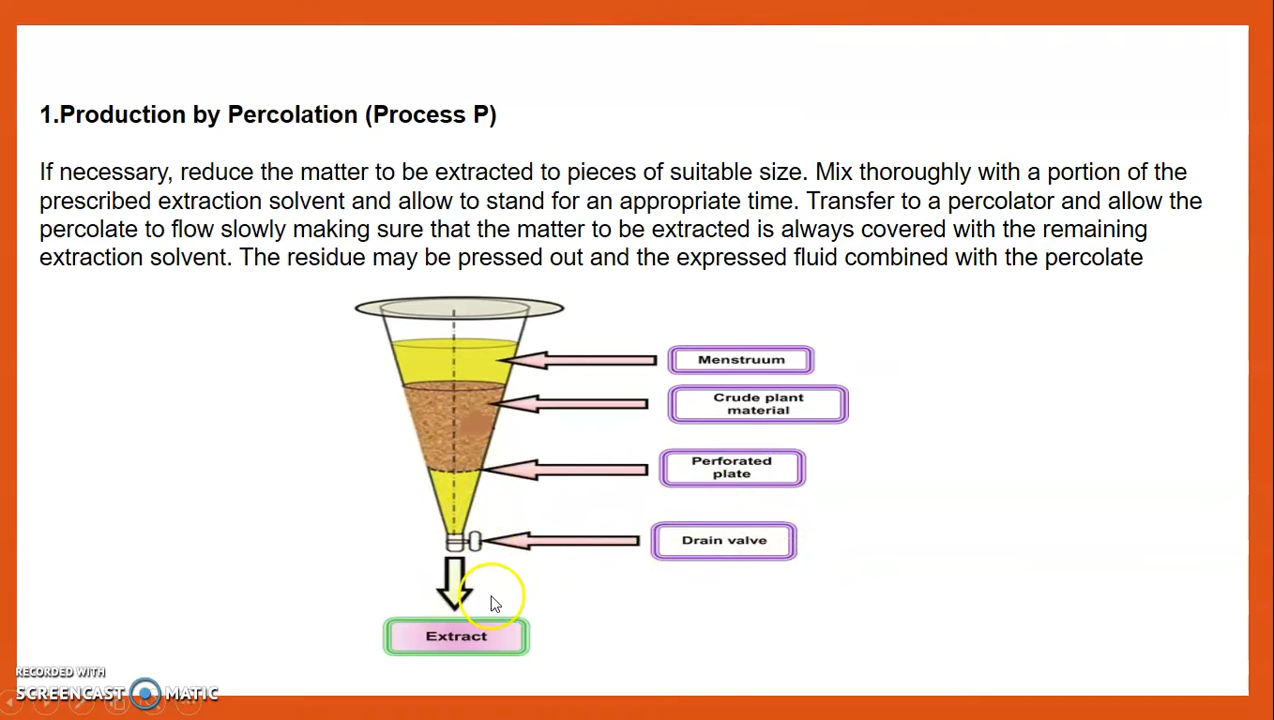 1.Production by Percolation (Process P)
If necessary, reduce the matter to be extracted to pieces of suitable size. Mix thoroughly with a portion of the
prescribed extraction solvent and allow to stand for an appropriate time. Transfer to a percolator and allow the
percolate to flow slowly making sure that the matter to be extracted is always covered with the remaining
extraction solvent. The residue may be pressed out and the expressed fluid combined with the percolate
Menstruum
Crude plant
material
Perforated
plate
Drain valve
Extract
RECORDED WITH
SCREENCAST MATIC